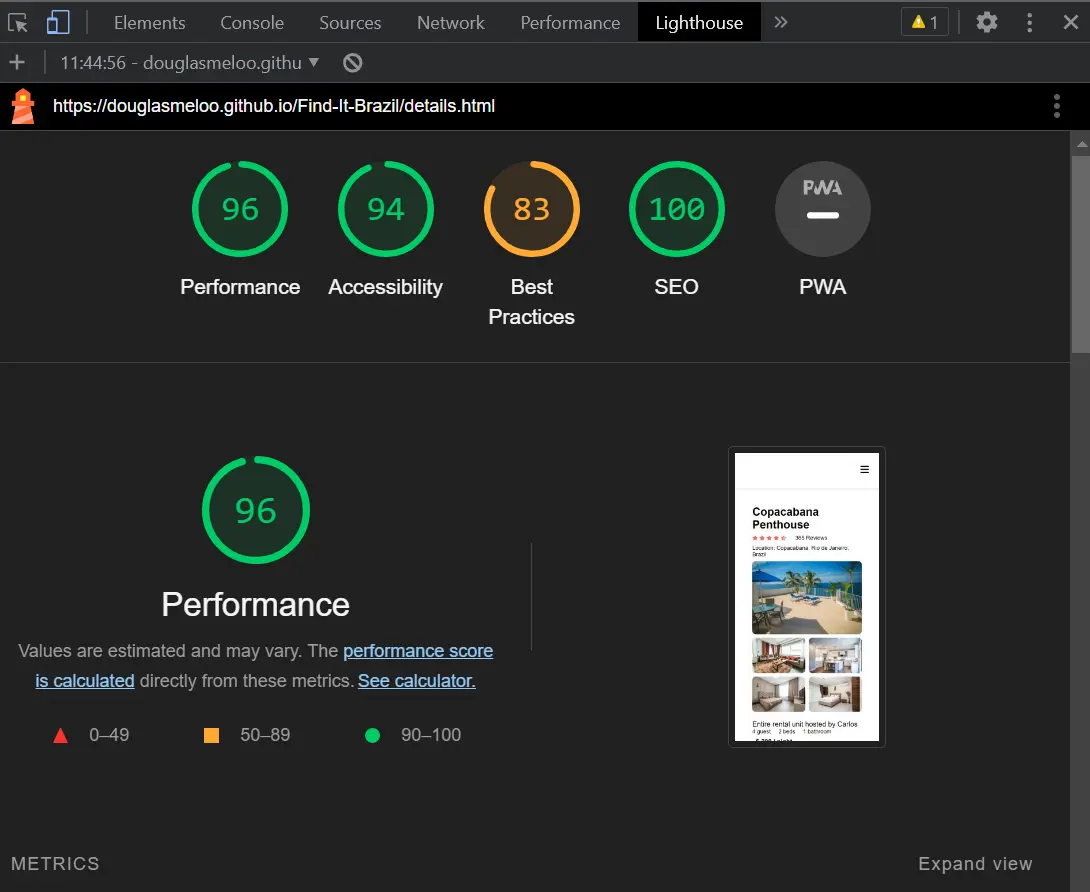 Elements Console Sources Network Performance Lighthouse » 1
11:44:56 - douglasmeloo.githu
https://douglasmeloo.github.io/Find-It-Brazil/details.html
96 94 83 100 PWA
Performance Accessibility Best Practices SEO PWA
96
Performance
Values are estimated and may vary. The performance score
is calculated directly from these metrics. See calculator.
0–49 50–89 90–100
Copacabana
Penthouse
365 Reviews
Location: Copacabana. Rio de Janeiro,
Brazil
Entire rental unit hosted by Carlos
4 guest 2 beds 1 bathroom
METRICS Expand view